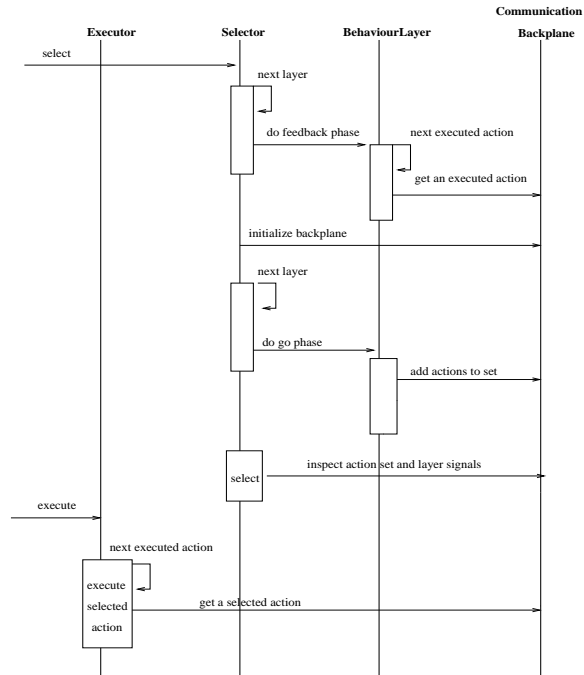 Communication
Executor Selector BehaviourLayer Backplane
select
next layer
do feedback phase
next executed action
get an executed action
initialize backplane
next layer
do go phase
add actions to set
inspect action set and layer signals
select
execute
next executed action
execute
selected
action
get a selected action